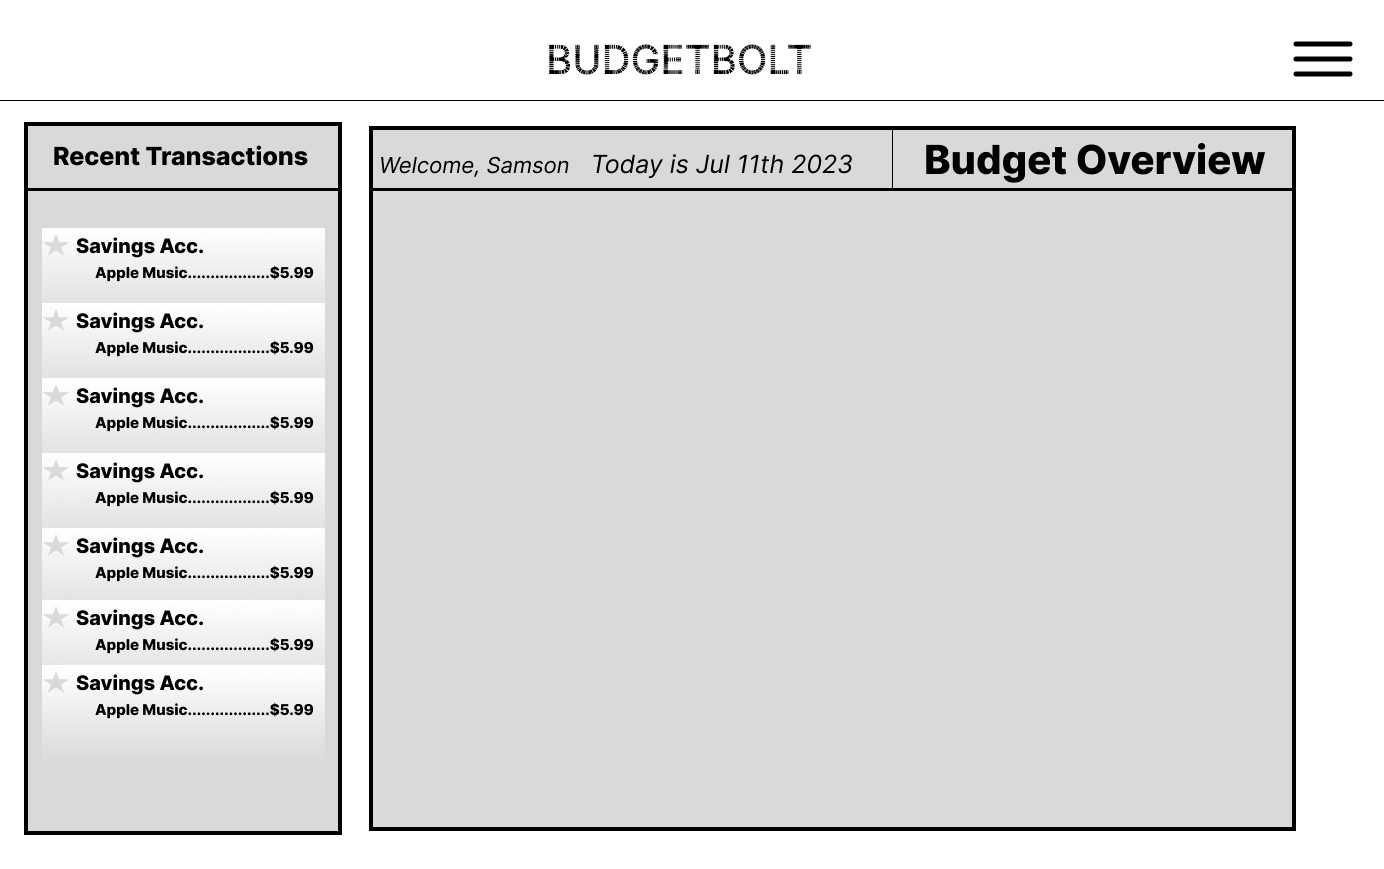 BUDGETBOLT
Recent Transactions
Welcome, Samson Today is Jul 11th 2023
Budget Overview
Savings Acc.
Apple Music..................$5.99
Savings Acc.
Apple Music..................$5.99
Savings Acc.
Apple Music..................$5.99
Savings Acc.
Apple Music..................$5.99
Savings Acc.
Apple Music..................$5.99
Savings Acc.
Apple Music..................$5.99
Savings Acc.
Apple Music..................$5.99